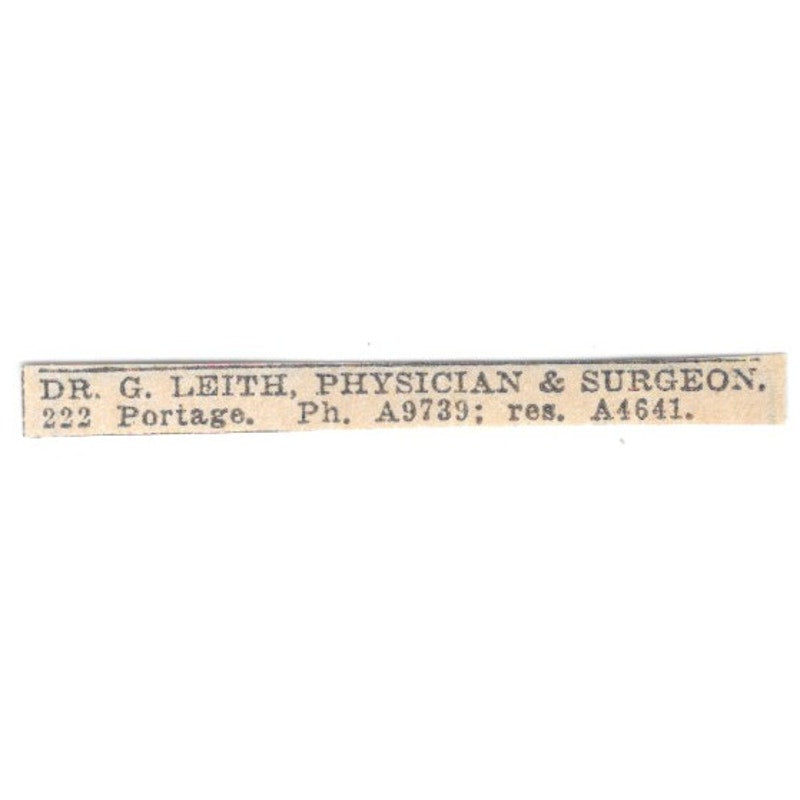 DR. G. LEITH, PHYSICIAN & SURGEON.
222 Portage. Ph. A9739; res. A4641.